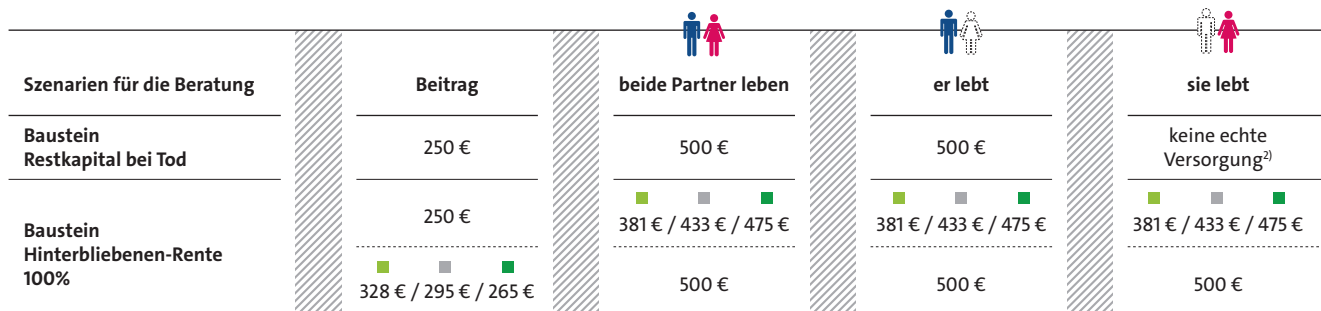 Szenarien für die Beratung
Beitrag
beide Partner leben
er lebt
sie lebt
Baustein
Restkapital bei Tod
250 €
500 €
500 €
keine echte
Versorgung2)
Baustein
Hinterbliebenen-Rente
100%
250 €
381 € / 433 € / 475 €
381 € / 433 € / 475 €
381 € / 433 € / 475 €
328 € / 295 € / 265 €
500 €
500 €
500 €